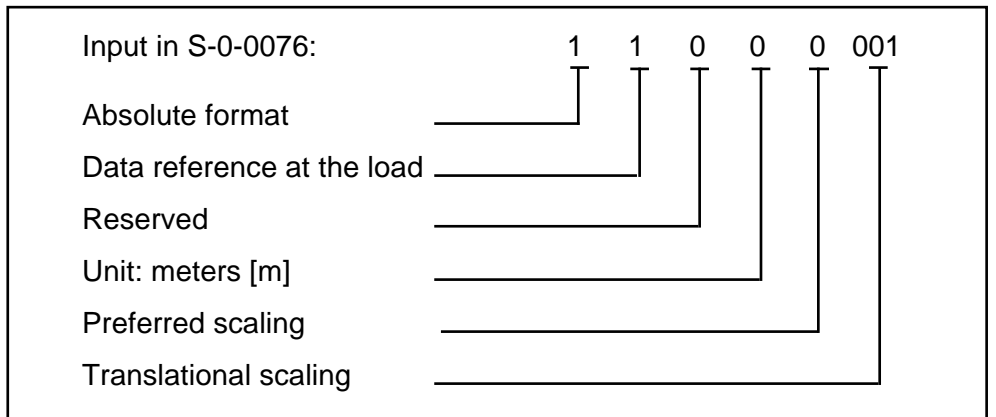 Input in S-0-0076: 1 1 0 0 0 001
Absolute format
Data reference at the load
Reserved
Unit: meters [m]
Preferred scaling
Translational scaling